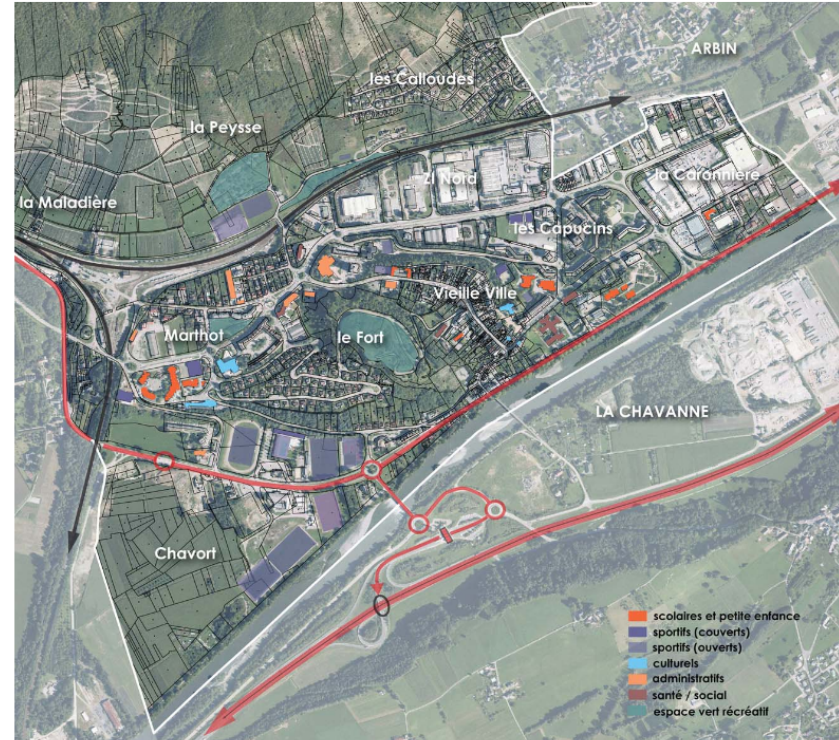 ARBIN
les Calloudes
la Peysse
ZI Nord
la Caronnière
la Maladière
les Capucins
Vieille Ville
Marthot
le Fort
LA CHAVANNE
Chavort
scolaires et petite enfance
sportifs (couverts)
sportifs (ouverts)
culturels
administratifs
santé / social
espace vert récréatif